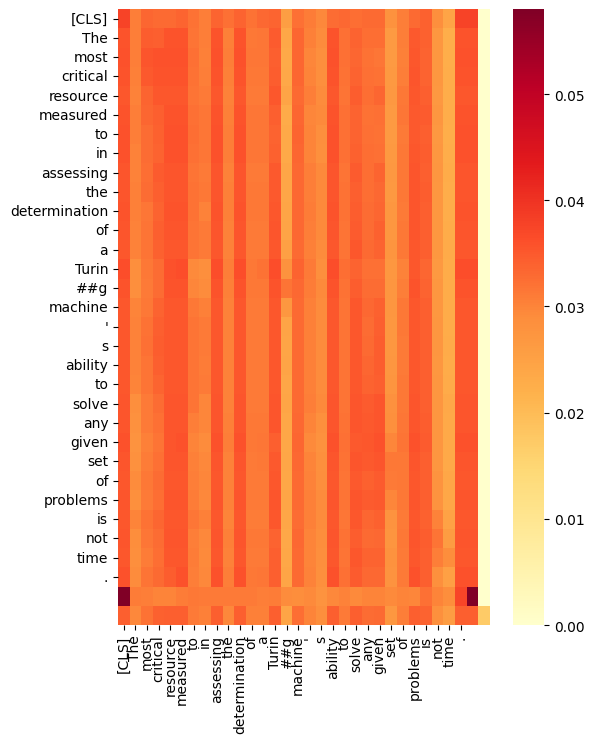 [CLS]
The
most
critical
resource
measured
to
in
assessing
the
determination
of
a
Turin
##g
machine
'
s
ability
to
solve
any
given
set
of
problems
is
not
time
.
0.05
0.04
0.03
0.02
0.01
0.00
[CLS]
The
most
critical
resource
measured
to
in
assessing
the
determination
of
a
Turin
##g
machine
'
s
ability
to
solve
any
given
set
of
problems
is
not
time
.